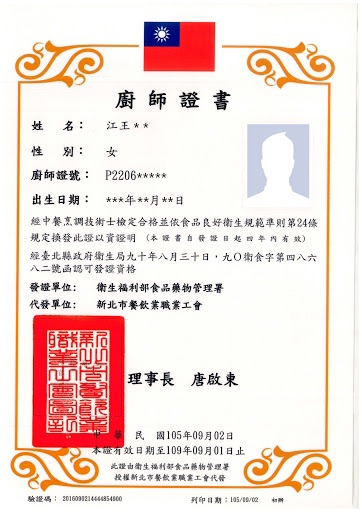 廚師證書
姓　名：江王**
性　別：女
廚師證號：P2206*****
出生日期：***年**月**日
經中餐烹調技術士檢定合格並依食品良好衛生規範準則第24條
規定換發此證以資證明（本證書自發證日起四年內有效）
經臺北縣政府衛生局九十年八月三十日，九〇衛食字第四八六
八二號函認可發證資格
發證單位：衛生福利部食品藥物管理署
代發單位：新北市餐飲業職業工會
理事長　唐啟東
中華民國105年09月02日
本證有效日期至109年09月01日止
此證由衛生福利部食品藥物管理署
授權新北市餐飲業職業工會代發
驗證碼：2016090214444854900
列印日期：105/09/02　初辦